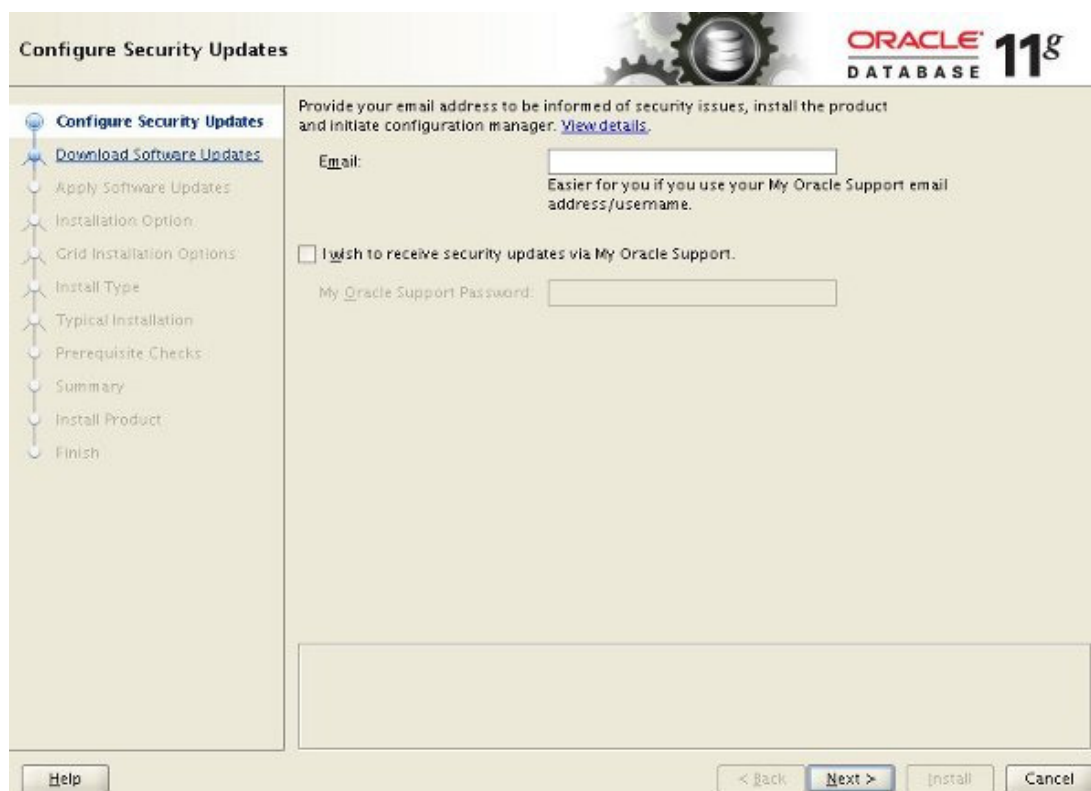 Configure Security Updates
ORACLE DATABASE 11g
Configure Security Updates
Download Software Updates
Apply Software Updates
Installation Option
Grid Installation Options
Install Type
Typical Installation
Prerequisite Checks
Summary
Install Product
Finish
Provide your email address to be informed of security issues, install the product
and initiate configuration manager. View details.
Email:
Easier for you if you use your My Oracle Support email
address/username.
I wish to receive security updates via My Oracle Support.
My Oracle Support Password:
Help
< Back
Next >
Install
Cancel